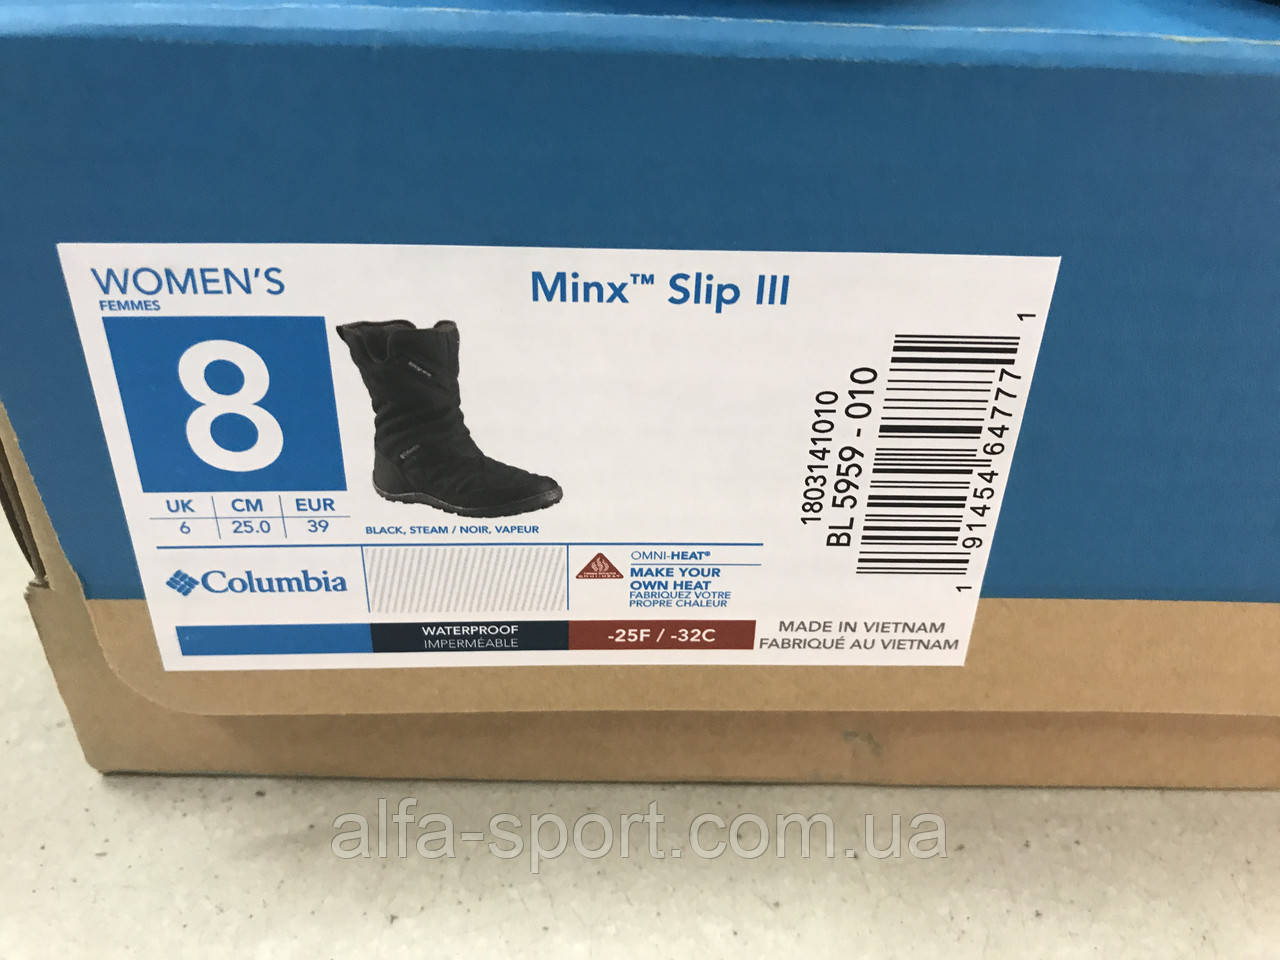 WOMEN'S
FEMMES
Minx™ Slip III
8
UK CM EUR
6 25.0 39
BLACK, STEAM / NOIR, VAPEUR
1803141010
BL 5959 - 010
1 91454 64777 1
Columbia
OMNI-HEAT®
MAKE YOUR
OWN HEAT
FABRIQUEZ VOTRE
PROPRE CHALEUR
WATERPROOF
IMPERMÉABLE
-25F / -32C
MADE IN VIETNAM
FABRIQUÉ AU VIETNAM
alfa-sport.com.ua